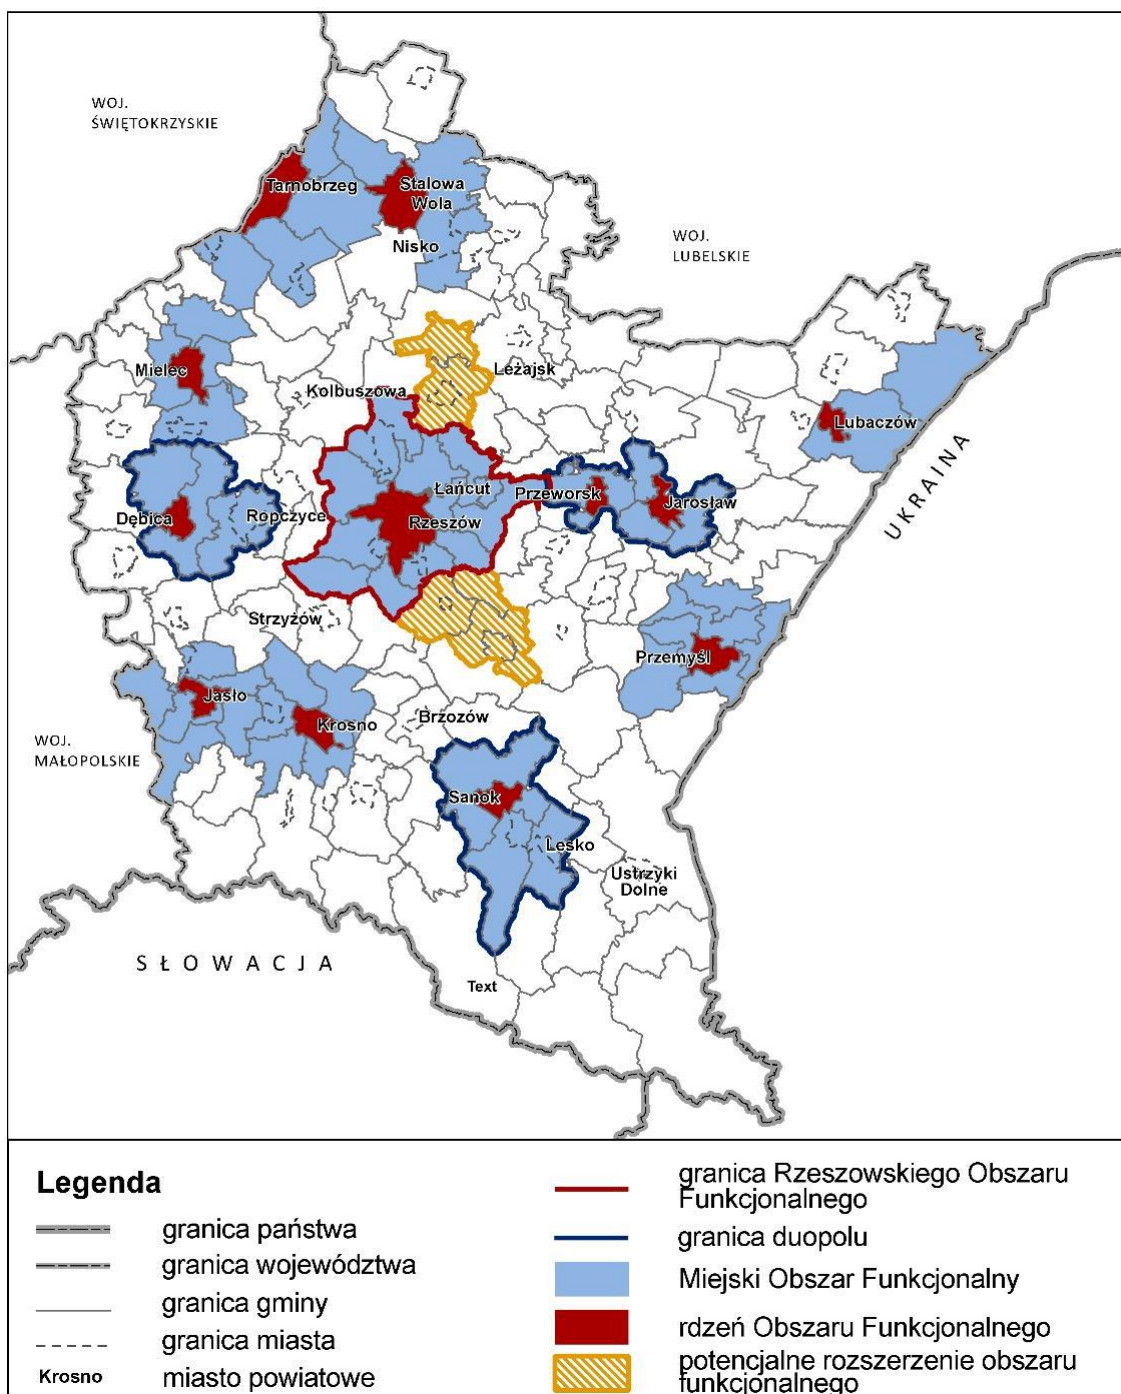 WOJ.
ŚWIĘTOKRZYSKIE
Tarnobrzeg
Stalowa
Wola
Nisko
WOJ.
LUBELSKIE
Mielec
Leżajsk
Kolbuszowa
Lubaczów
UKRAINA
Łańcut
Przeworsk
Jarosław
Dębica
Ropczyce
Rzeszów
Strzyżów
Przemyśl
Jasło
Krosno
Brzozów
WOJ.
MAŁOPOLSKIE
Sanok
Lesko
Ustrzyki
Dolne
SŁOWACJA
Text
Legenda
granica państwa
granica województwa
granica gminy
granica miasta
Krosno miasto powiatowe
granica Rzeszowskiego Obszaru
Funkcjonalnego
granica duopolu
Miejski Obszar Funkcjonalny
rdzeń Obszaru Funkcjonalnego
potencjalne rozszerzenie obszaru
funkcjonalnego